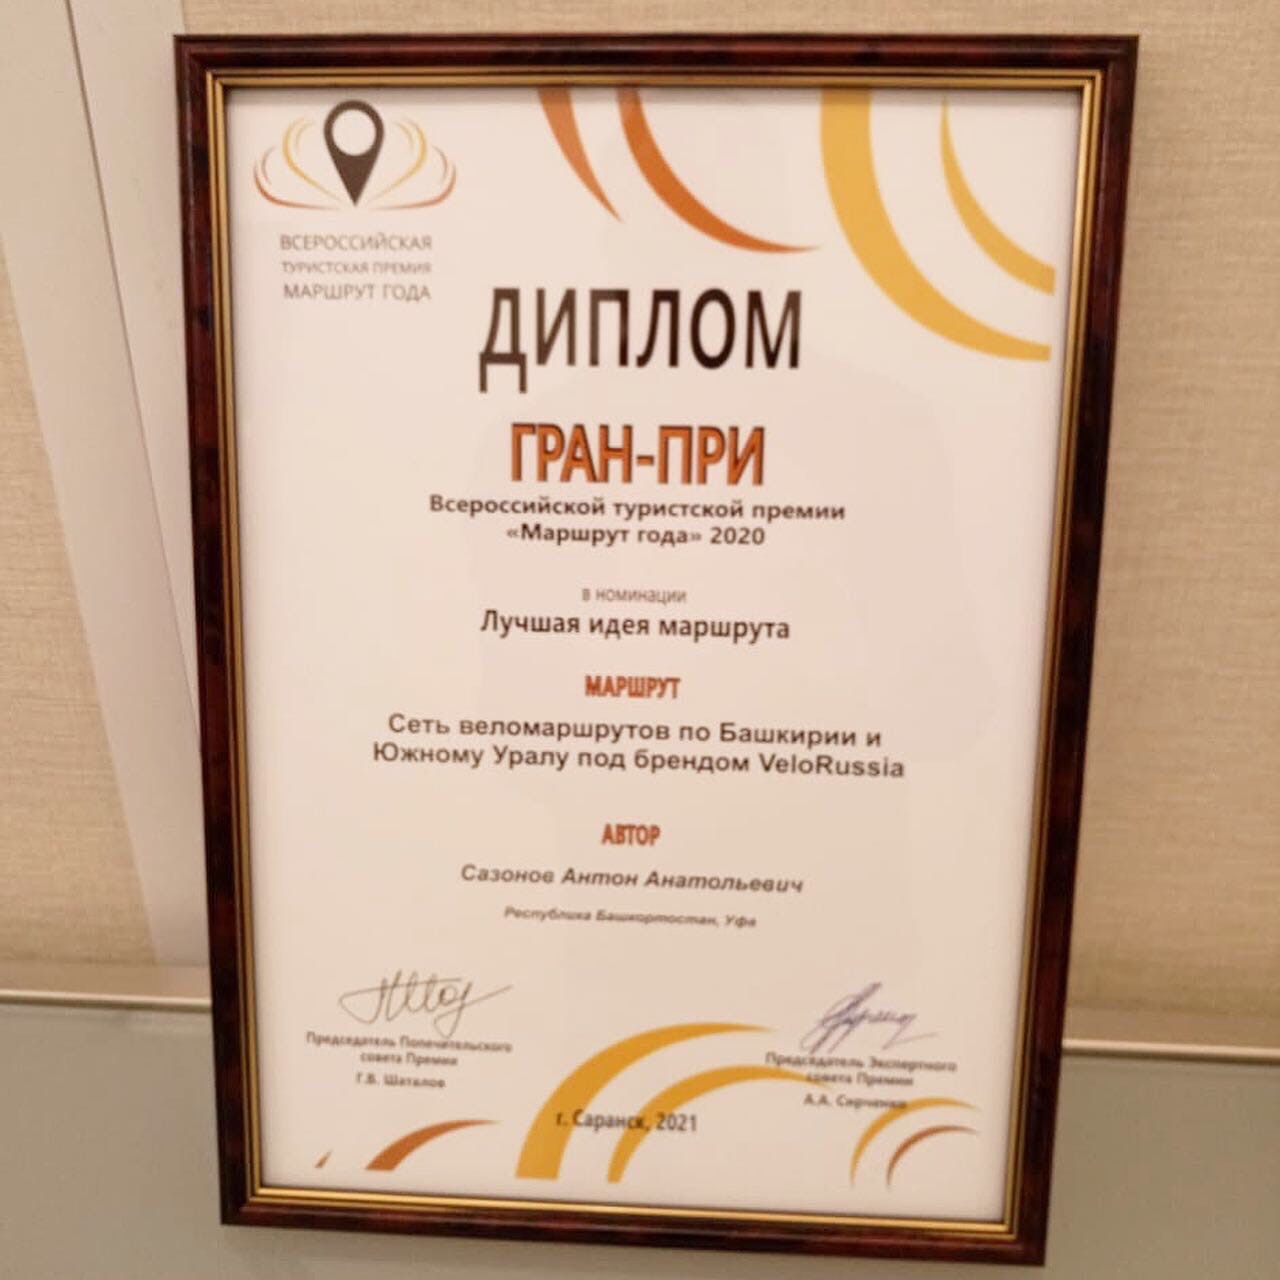 ВСЕРОССИЙСКАЯ
ТУРИСТСКАЯ ПРЕМИЯ
МАРШРУТ ГОДА
ДИПЛОМ
ГРАН-ПРИ
Всероссийской туристской премии
«Маршрут года» 2020
в номинации
Лучшая идея маршрута
МАРШРУТ
Сеть веломаршрутов по Башкирии и
Южному Уралу под брендом VeloRussia
АВТОР
Сазонов Антон Анатольевич
Республика Башкортостан, Уфа
Председатель Попечительского
совета Премии
Г.В. Шаталов
Председатель Экспертного
совета Премии
А.А. Сирченко
г. Саранск, 2021